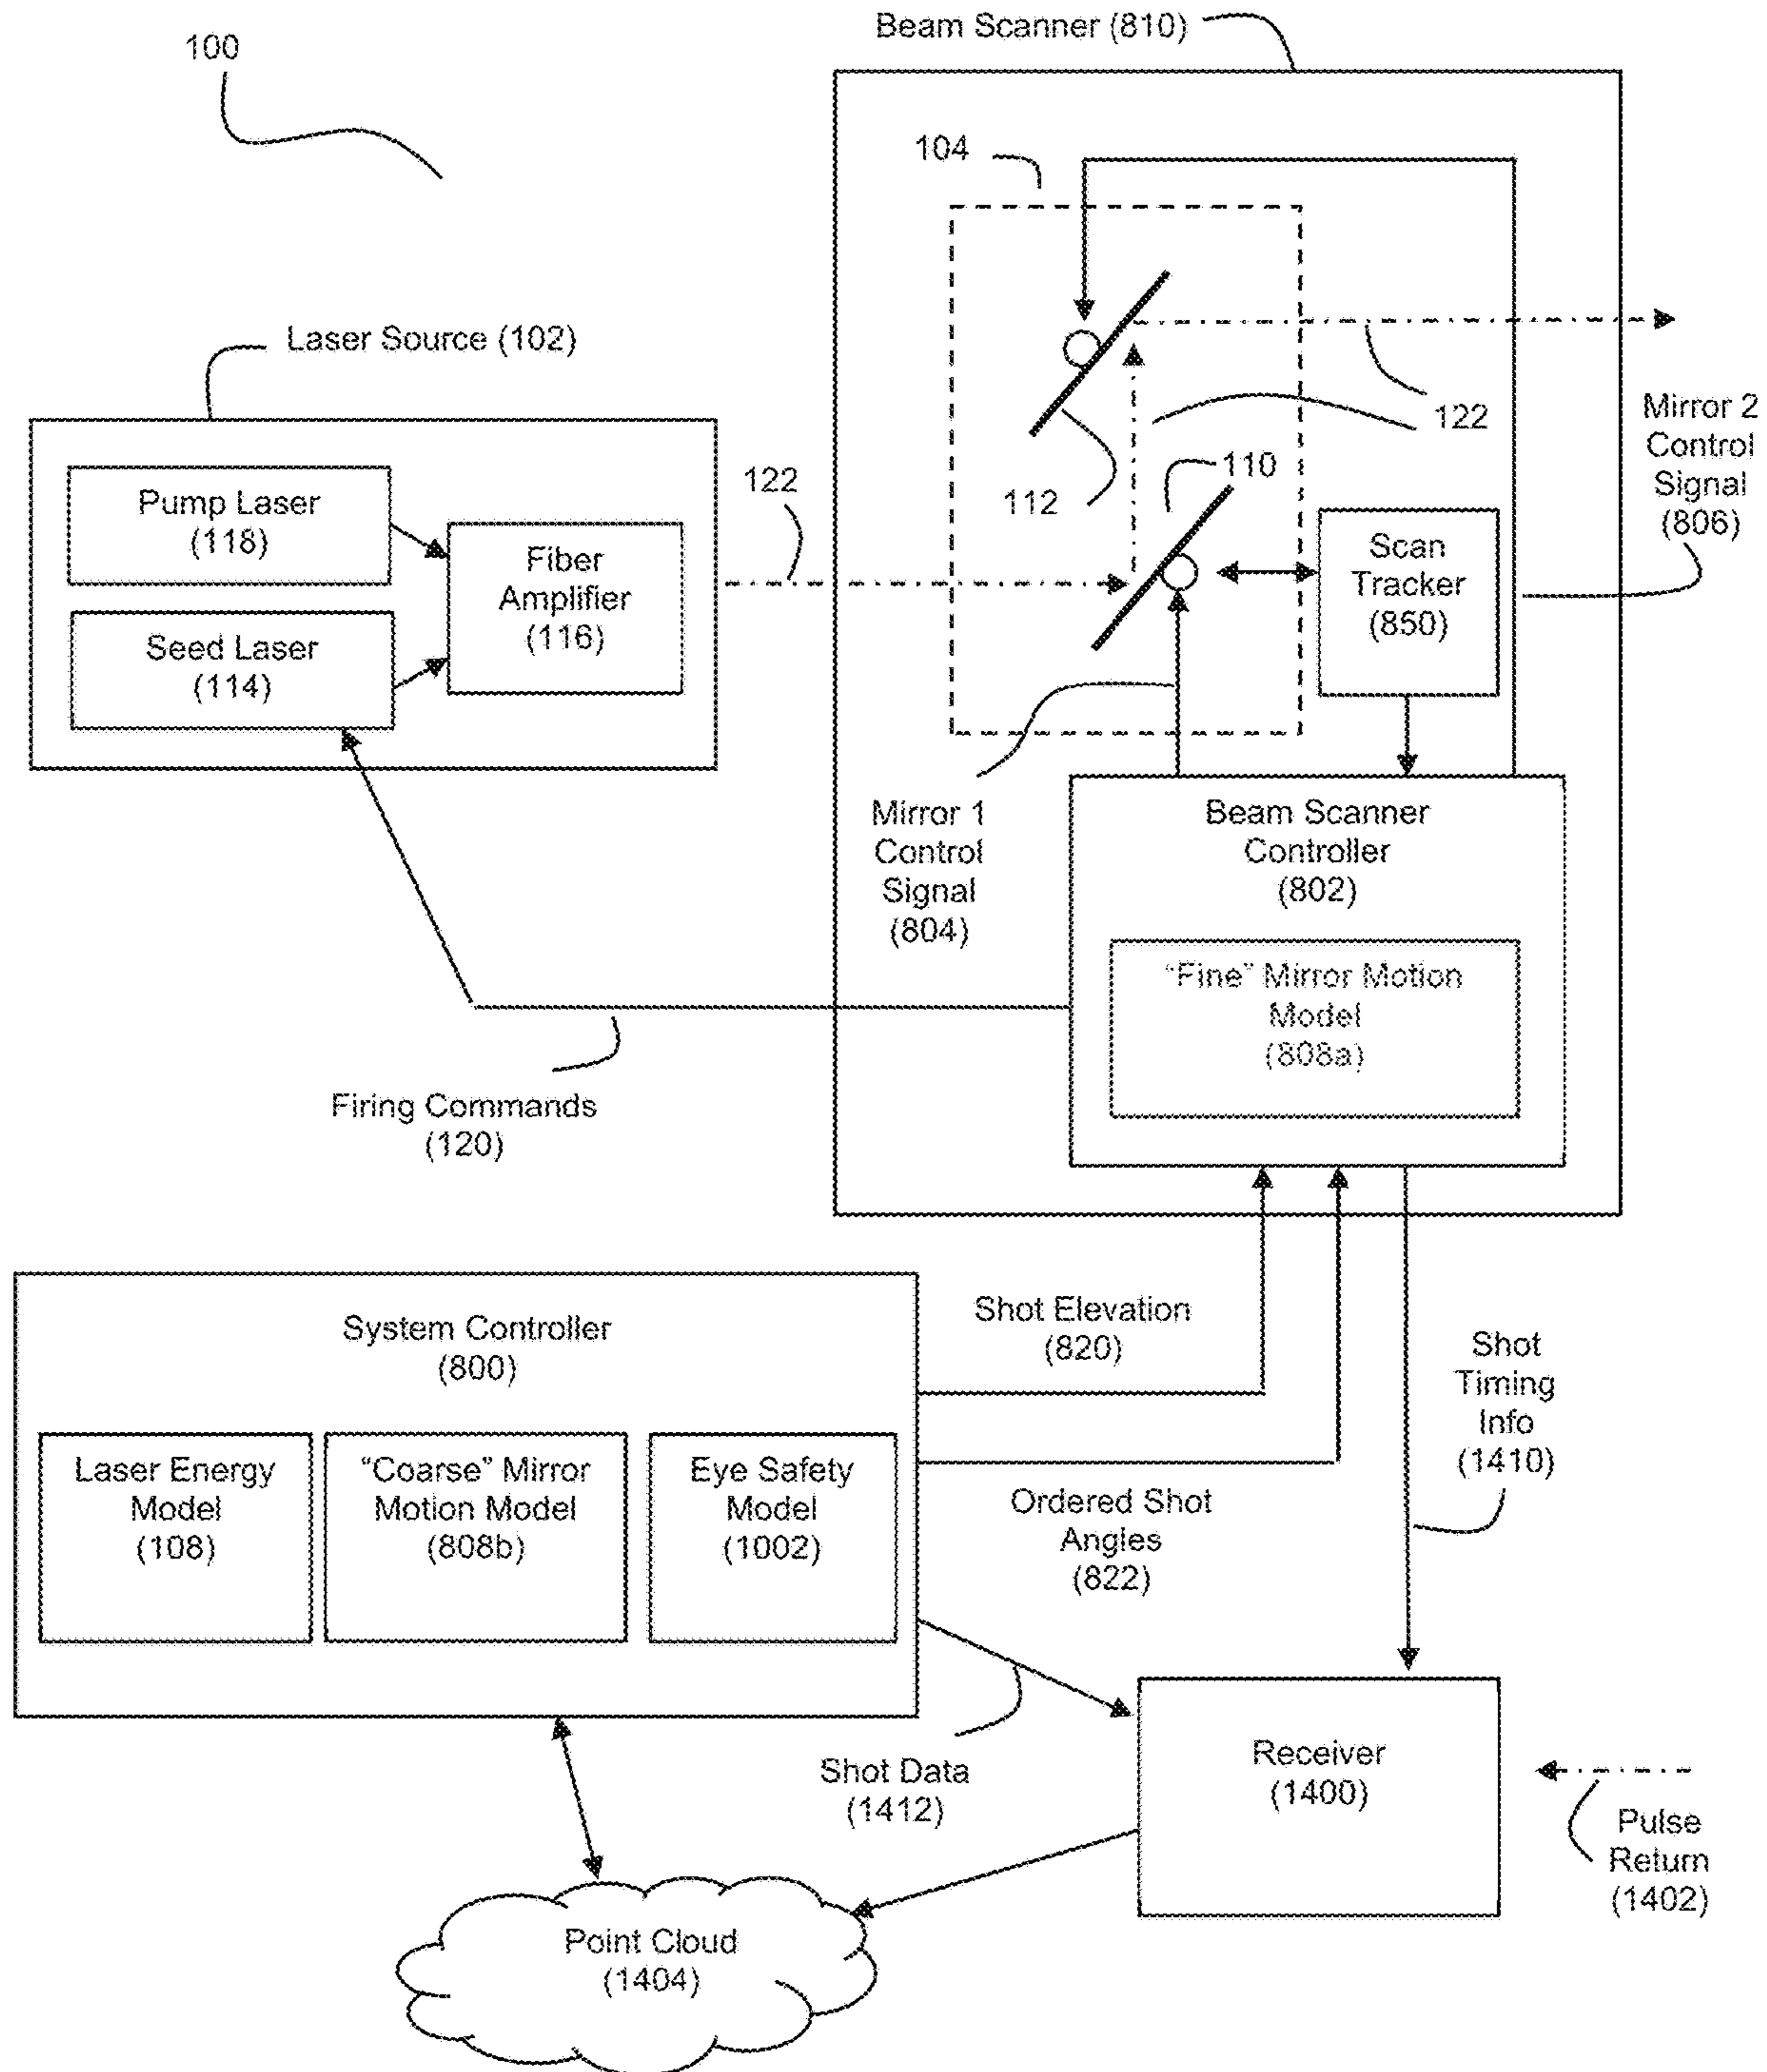 Beam Scanner (810)
100
104
Laser Source (102)
122
Mirror 2
Control
Signal
(806)
110
112
122
Pump Laser
(118)
Fiber
Amplifier
(116)
Seed Laser
(114)
Scan
Tracker
(850)
Mirror 1
Control
Signal
(804)
Beam Scanner
Controller
(802)
“Fine” Mirror Motion
Model
(808a)
Firing Commands
(120)
System Controller
(800)
Laser Energy
Model
(108)
“Coarse” Mirror
Motion Model
(808b)
Eye Safety
Model
(1002)
Shot Elevation
(820)
Ordered Shot
Angles
(822)
Shot
Timing
Info
(1410)
Shot Data
(1412)
Receiver
(1400)
Pulse
Return
(1402)
Point Cloud
(1404)